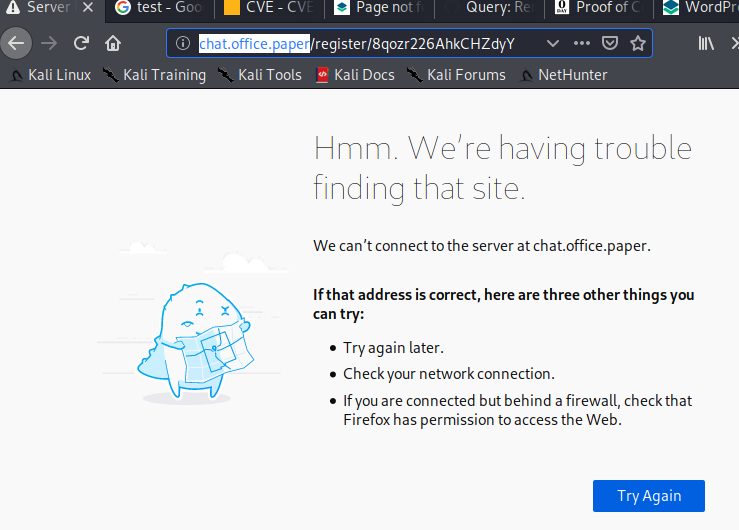 Server test - Goo CVE - CVE Page not f Query: Re Proof of C WordPr
chat.office.paper/register/8qozr226AhkCHZdyY
Kali Linux Kali Training Kali Tools Kali Docs Kali Forums NetHunter
Hmm. We’re having trouble
finding that site.
We can’t connect to the server at chat.office.paper.
If that address is correct, here are three other things you
can try:
Try again later.
Check your network connection.
If you are connected but behind a firewall, check that
Firefox has permission to access the Web.
Try Again